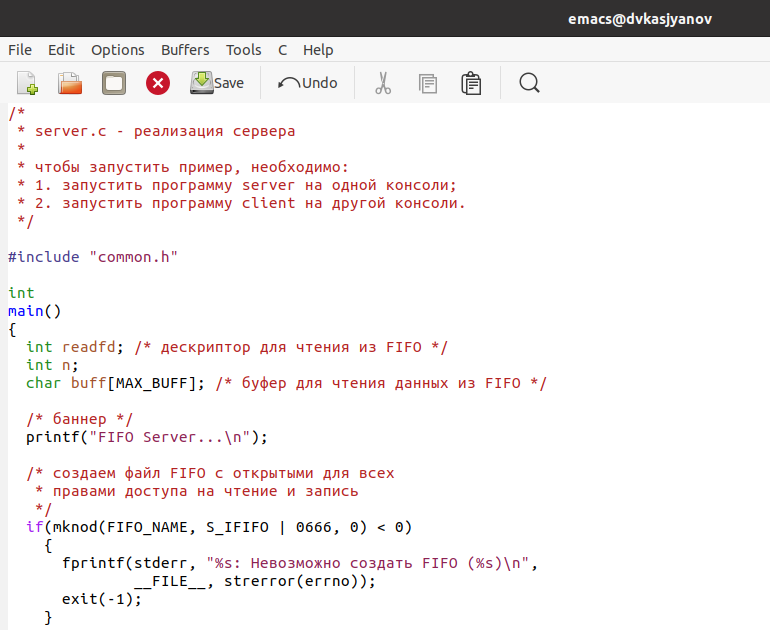 emacs@dvkasjyanov
File Edit Options Buffers Tools C Help
Save Undo
/*
 * server.c - реализация сервера
 *
 * чтобы запустить пример, необходимо:
 * 1. запустить программу server на одной консоли;
 * 2. запустить программу client на другой консоли.
 */

#include "common.h"

int
main()
{
  int readfd; /* дескриптор для чтения из FIFO */
  int n;
  char buff[MAX_BUFF]; /* буфер для чтения данных из FIFO */

  /* баннер */
  printf("FIFO Server...\n");

  /* создаем файл FIFO с открытыми для всех
   * правами доступа на чтение и запись
   */
  if(mknod(FIFO_NAME, S_IFIFO | 0666, 0) < 0)
    {
      fprintf(stderr, "%s: Невозможно создать FIFO (%s)\n",
              __FILE__, strerror(errno));
      exit(-1);
    }